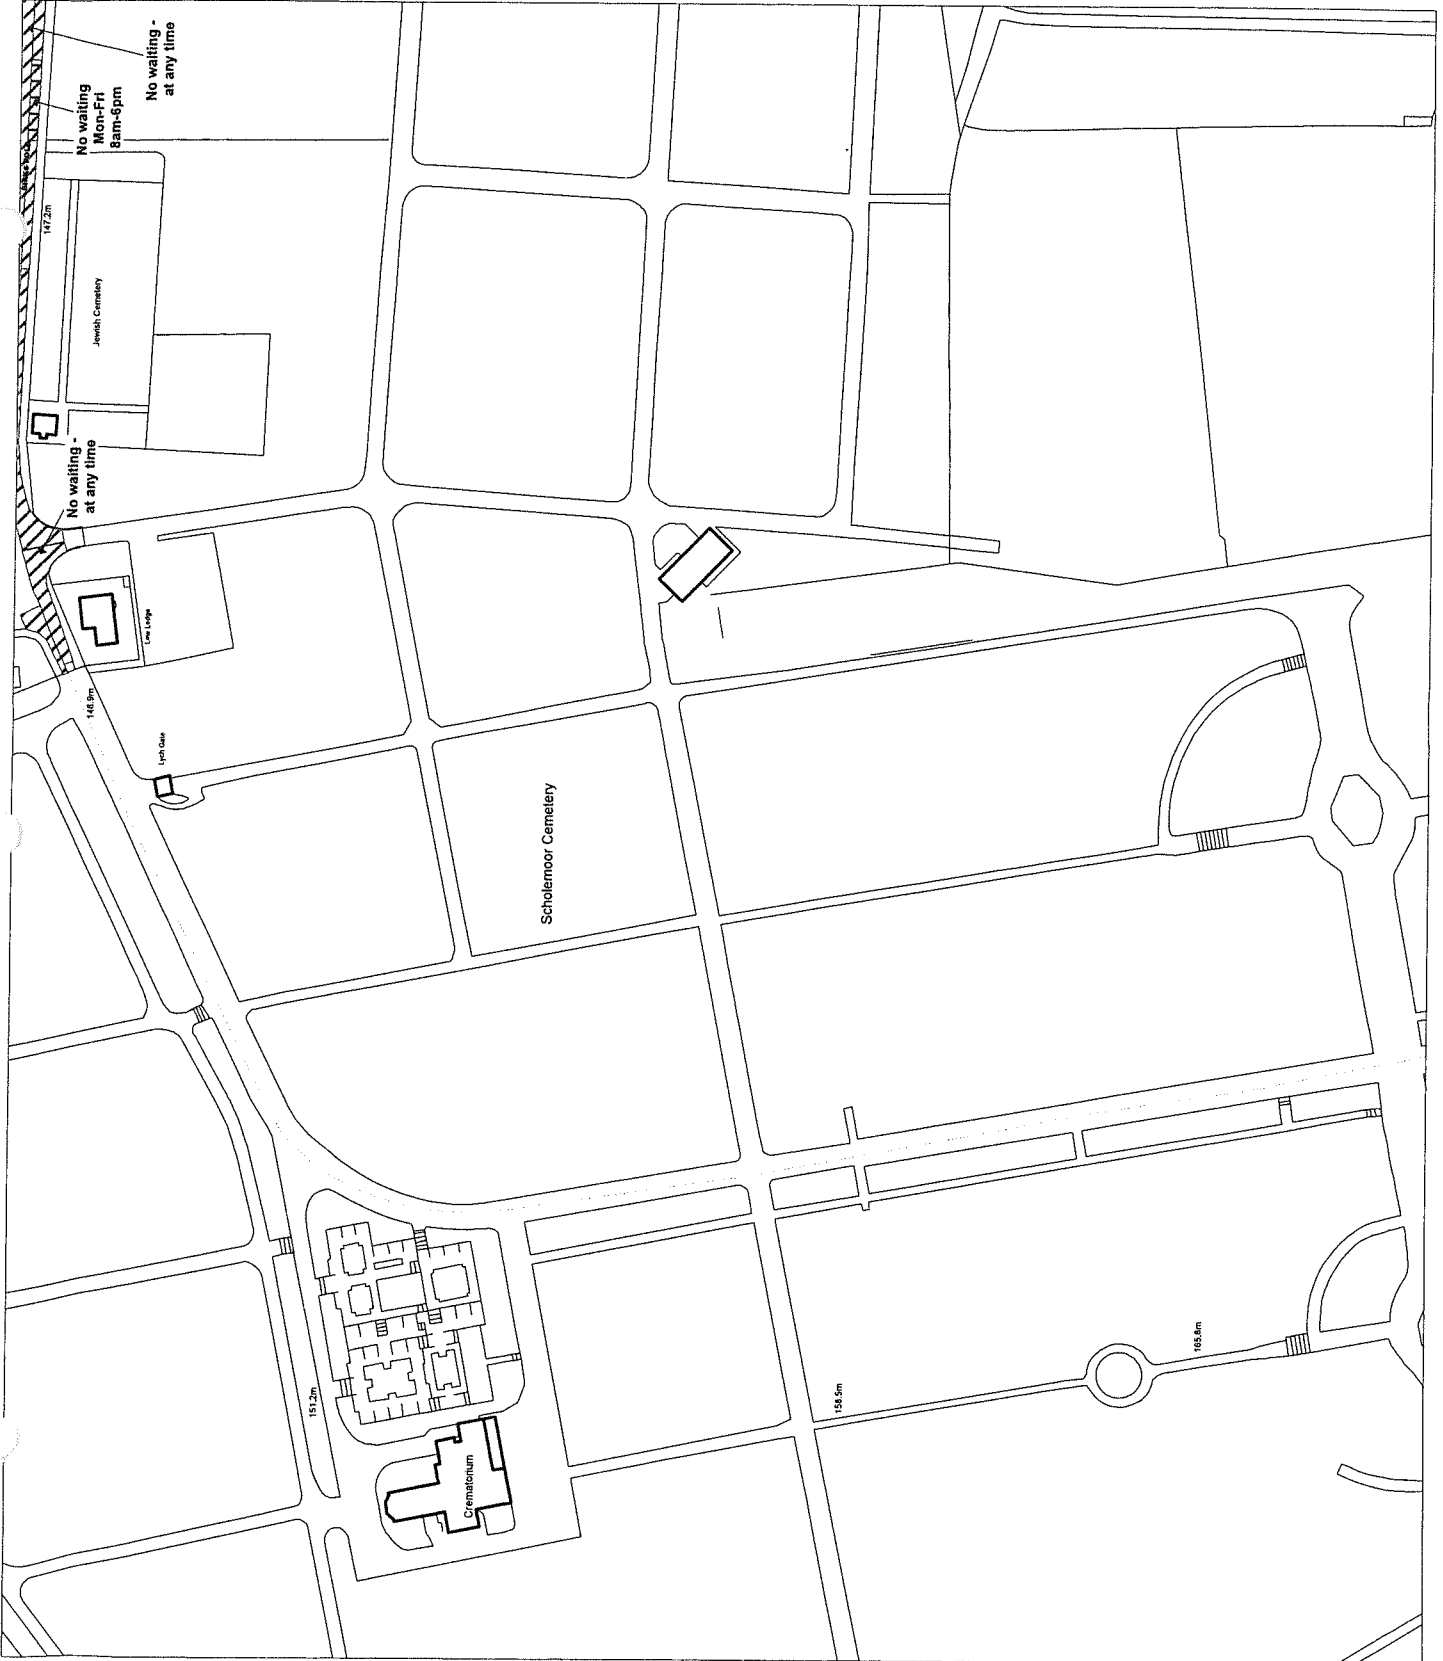 No waiting -
at any time
No waiting
Mon-Fri
8am-6pm
147.2m
Jewish Cemetery
No waiting -
at any time
Low Lodge
146.9m
Lych Gate
Scholemoor Cemetery
151.2m
Crematorium
158.5m
165.8m